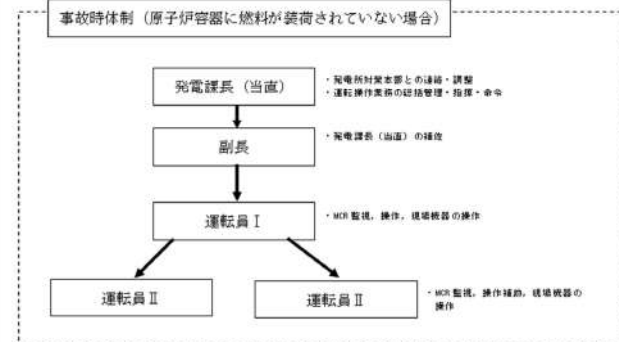 事故時体制（原子炉容器に燃料が装荷されていない場合）
発電課長（当直）
・発電所対策本部との連絡・調整
・運転操作業務の総括管理・指揮・命令
副長
・発電課長（当直）の補佐
運転員Ⅰ
・MCR監視，操作，現場機器の操作
運転員Ⅱ
運転員Ⅱ
・MCR監視，操作補助，現場機器の
操作